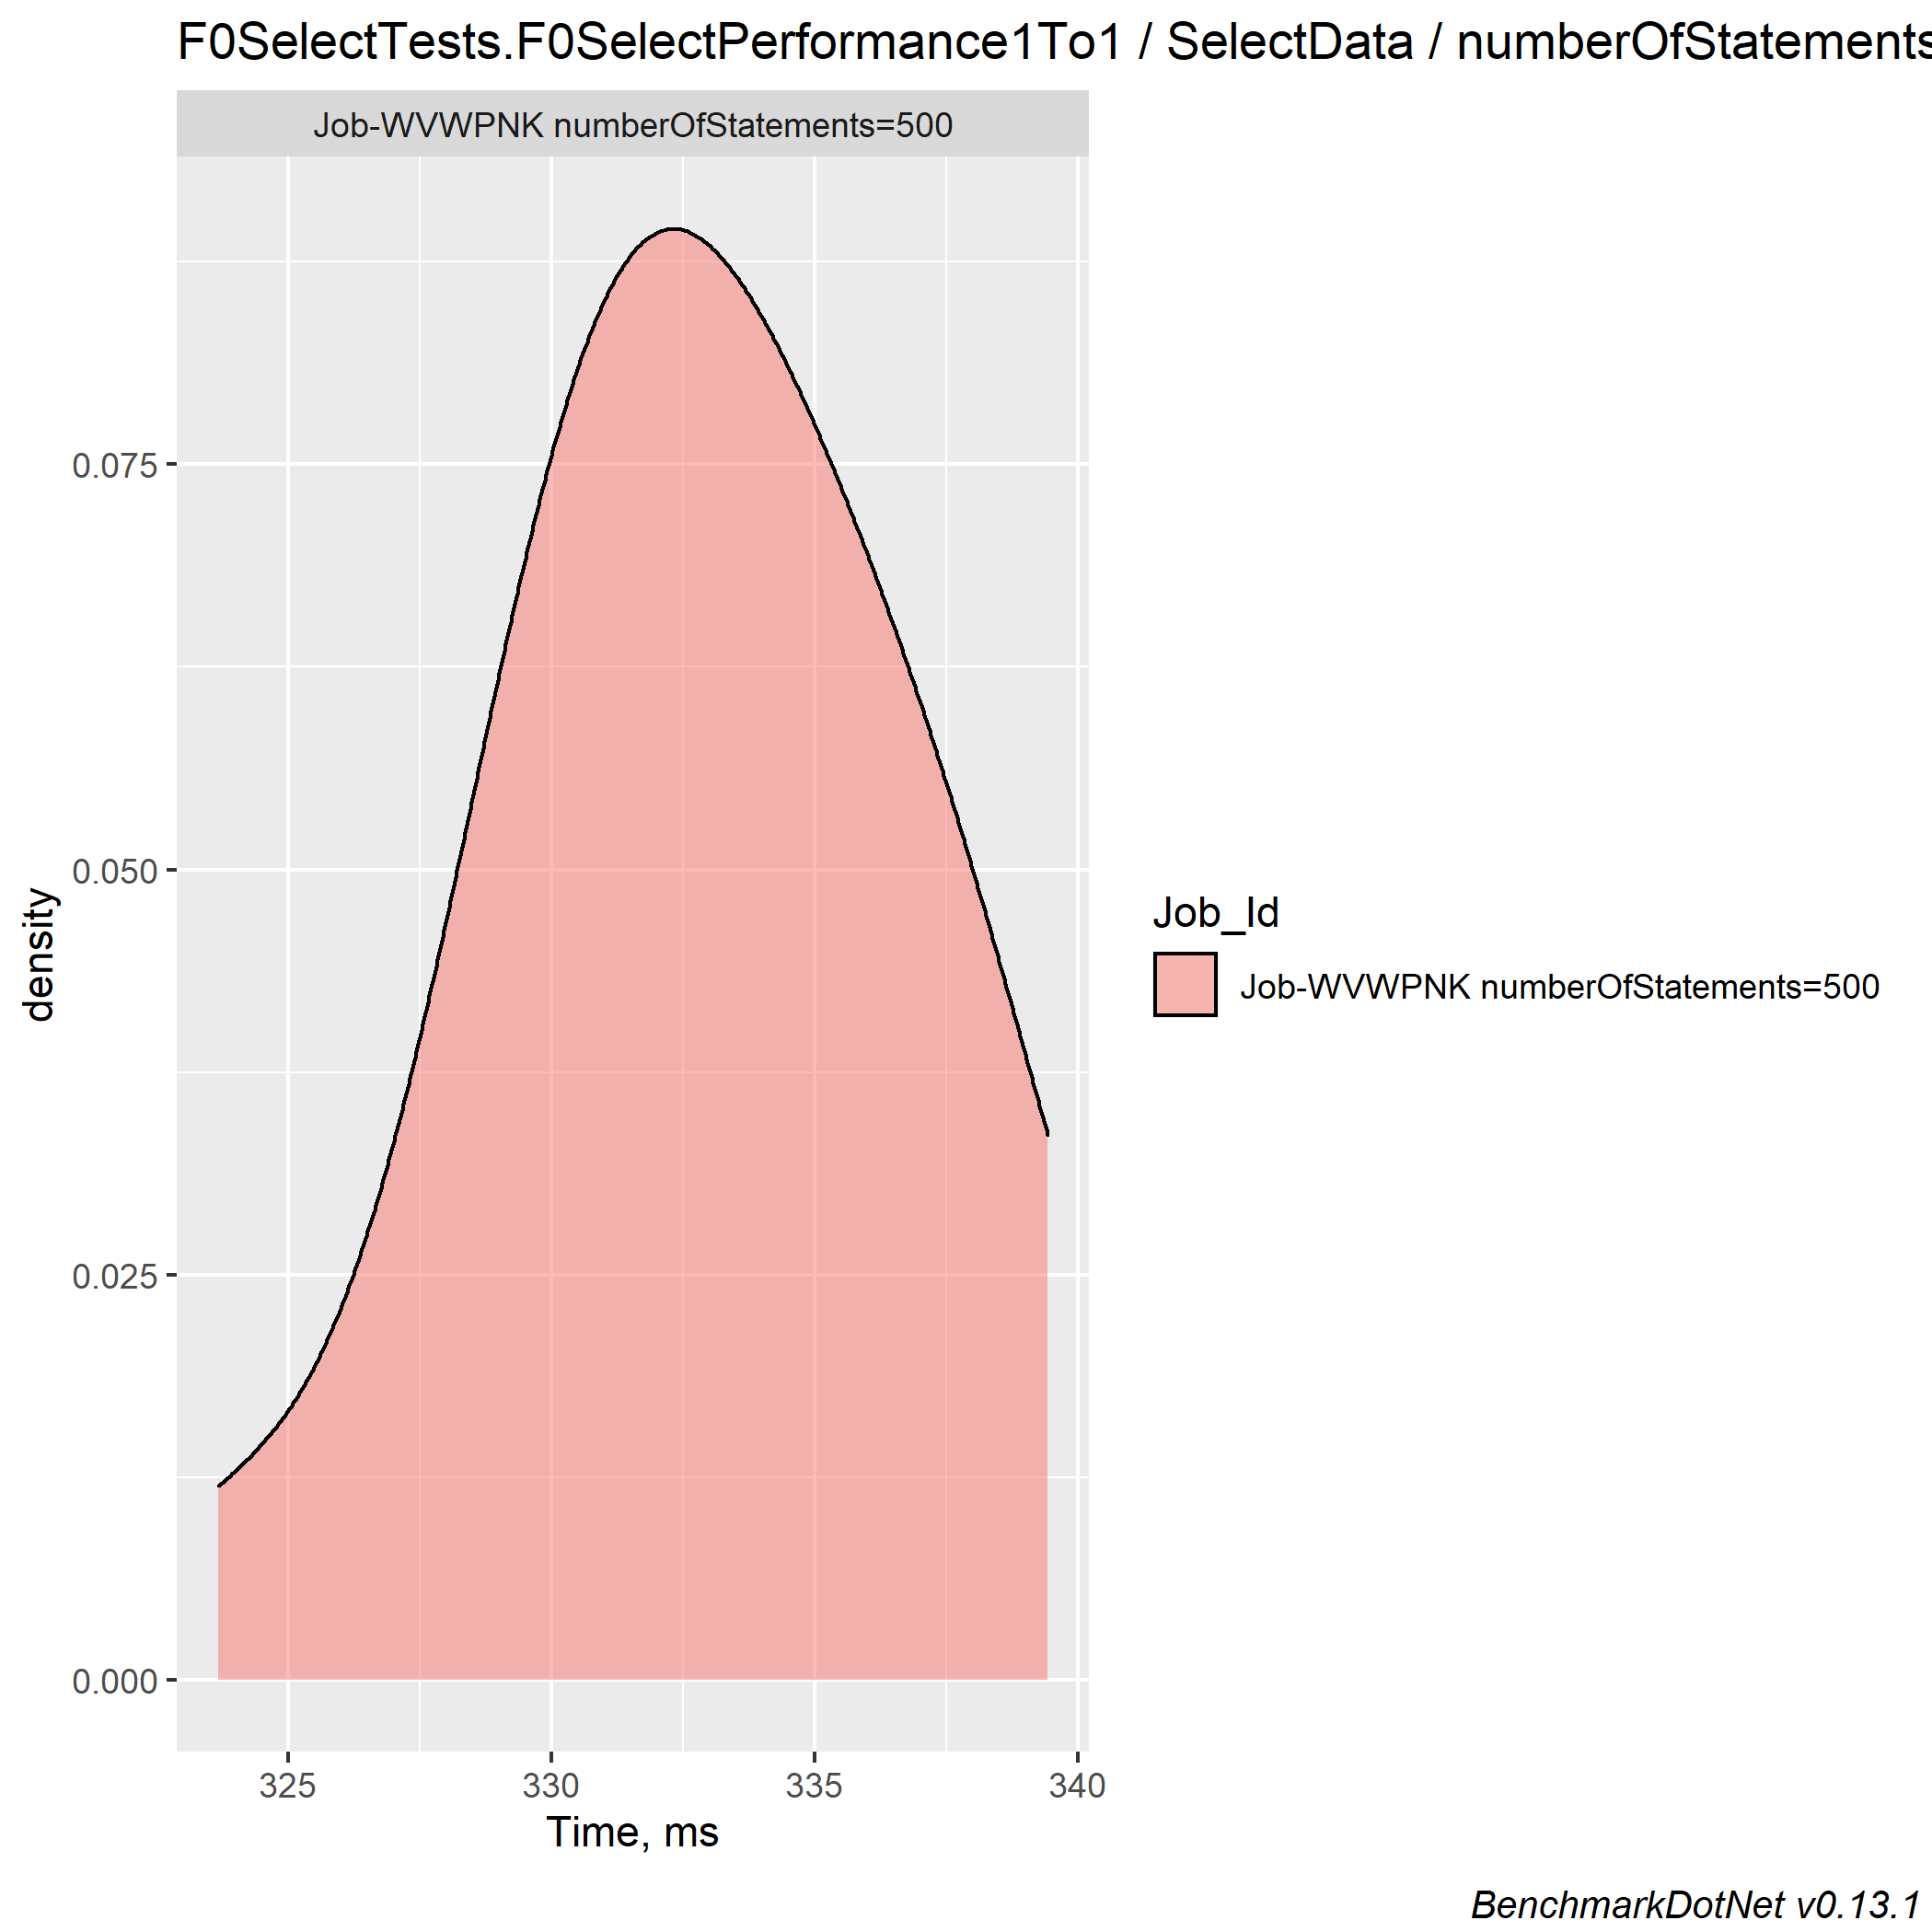 F0SelectTests.F0SelectPerformance1To1 / SelectData / numberOfStatements
Job-WVWPNK numberOfStatements=500
0.075
0.050
0.025
0.000
density
325 330 335 340
Time, ms
Job_Id
Job-WVWPNK numberOfStatements=500
BenchmarkDotNet v0.13.1